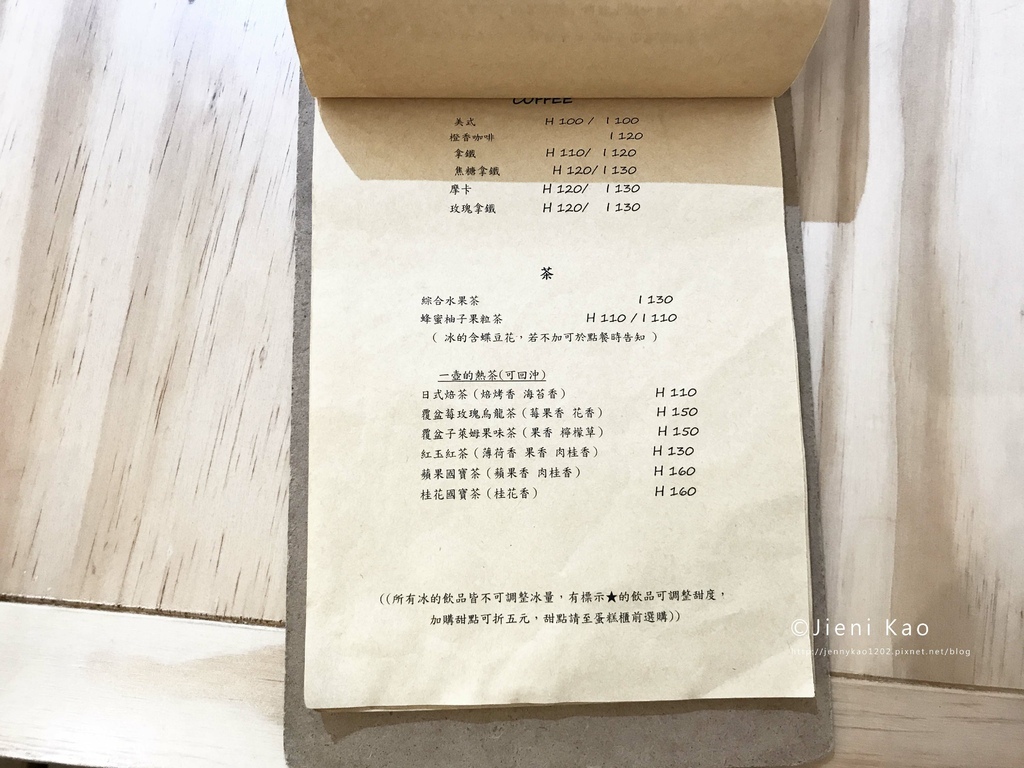 COFFEE
美式 H 100 / I 100
橙香咖啡 I 120
拿鐵 H 110/ I 120
焦糖拿鐵 H 120/ I 130
摩卡 H 120/ I 130
玫瑰拿鐵 H 120/ I 130
茶
綜合水果茶 I 130
蜂蜜柚子果粒茶 H 110 / I 110
( 冰的含蝶豆花，若不加可於點餐時告知 )
一壺的熱茶(可回沖)
日式焙茶 ( 焙烤香 海苔香 ) H 110
覆盆莓玫瑰烏龍茶 ( 莓果香 花香 ) H 150
覆盆子萊姆果味茶 ( 果香 檸檬草 ) H 150
紅玉紅茶 ( 薄荷香 果香 肉桂香 ) H 130
蘋果國寶茶 ( 蘋果香 肉桂香 ) H 160
桂花國寶茶 ( 桂花香 ) H 160
((所有冰的飲品皆不可調整冰量，有標示★的飲品可調整甜度，
加購甜點可折五元，甜點請至蛋糕櫃前選購))
©Jieni Kao
http://jennykao1202.pixnet.net/blog